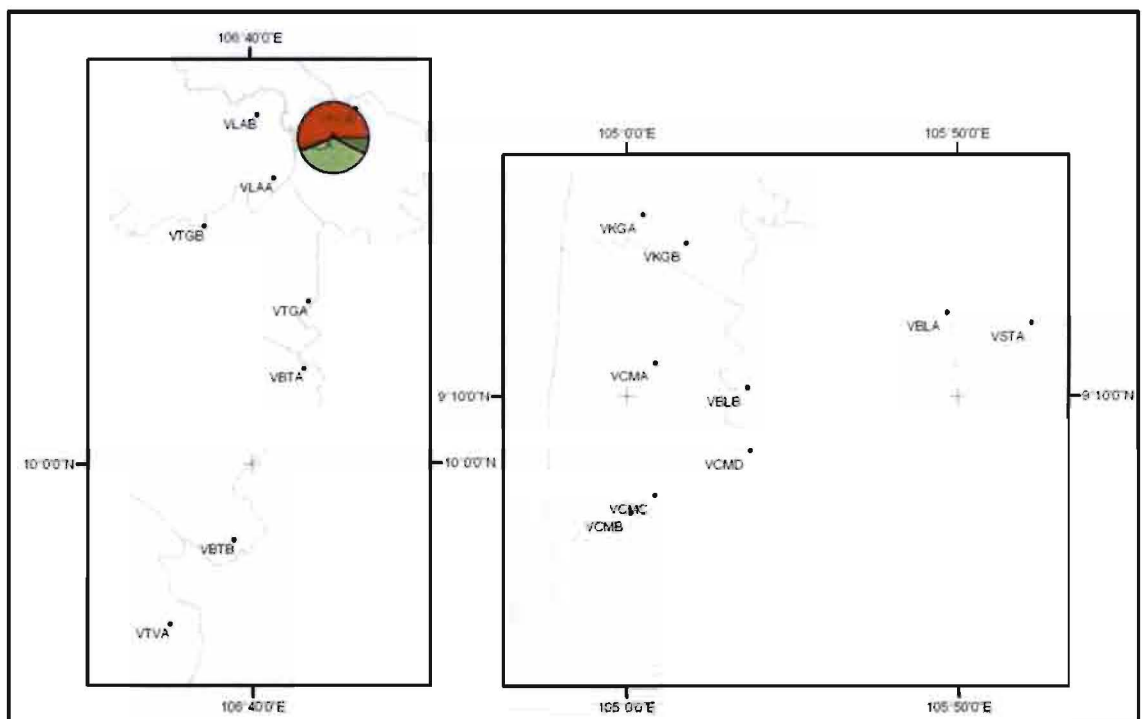 106°40'0"E
VLAB
VLAA
VTGB
VTGA
VBTA
10°0'0"N
10°0'0"N
VBTB
VTVA
106°40'0"E
105°0'0"E
105°50'0"E
VKGA
VKGB
VBLA
VSTA
VCMA
VBLB
9°10'0"N
9°10'0"N
VCMD
VCMC
VCMB
105°0'0"E
105°50'0"E